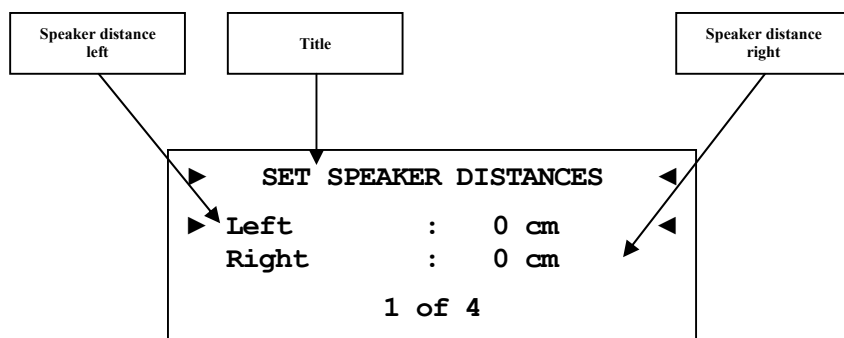 Speaker distance
left
Title
Speaker distance
right
► SET SPEAKER DISTANCES ◄
► Left : 0 cm ◄
Right : 0 cm
1 of 4